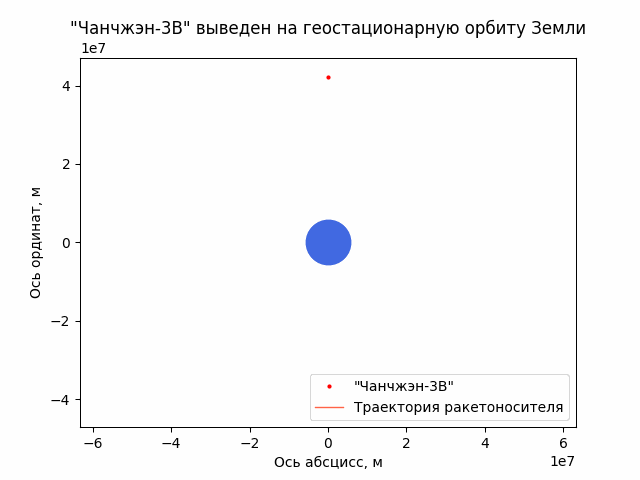 "Чанчжэн-3В" выведен на геостационарную орбиту Земли
1e7
4
2
0
−2
−4
Ось ординат, м
"Чанчжэн-3В"
Траектория ракетоносителя
−6
−4
−2
0
2
4
6
Ось абсцисс, м
1e7